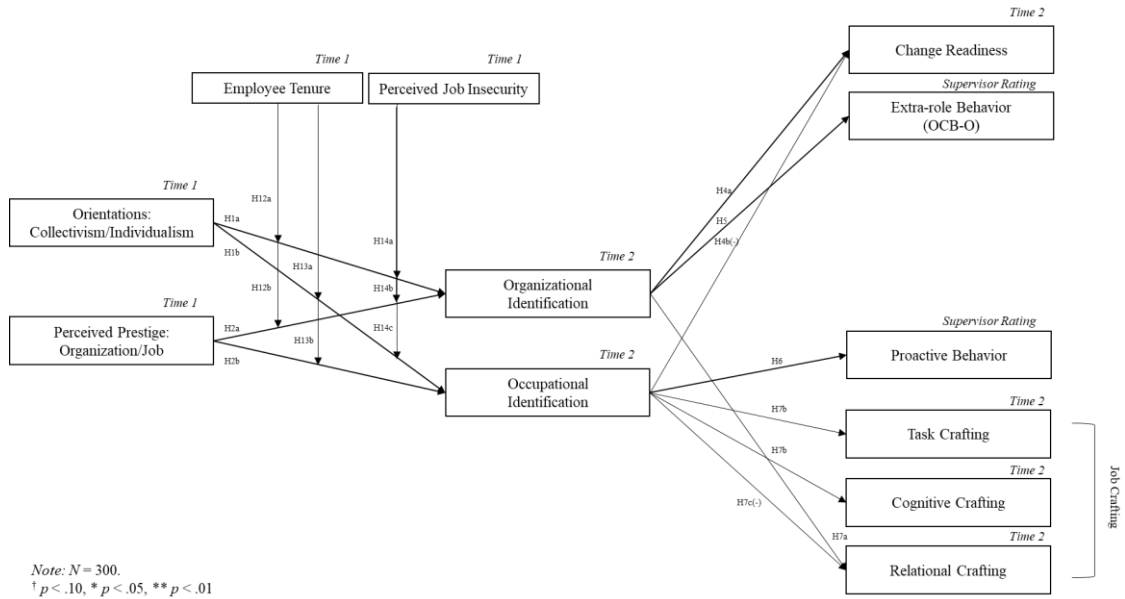 Time 2
Change Readiness
Time 1
Time 1
Employee Tenure
Perceived Job Insecurity
Supervisor Rating
Extra-role Behavior
(OCB-O)
Time 1
Orientations:
Collectivism/Individualism
H12a
H1a
H1b
H13a
H12b
H14a
H14b
H4a
H5
H4b(-)
Time 2
Organizational
Identification
Time 1
Perceived Prestige:
Organization/Job
H2a
H2b
H13b
H14c
Time 2
Occupational
Identification
Supervisor Rating
Proactive Behavior
H6
Time 2
Task Crafting
H7b
H7b
Time 2
Cognitive Crafting
H7c(-)
H7a
Time 2
Relational Crafting
Job Crafting
Note: N = 300.
† p < .10, * p < .05, ** p < .01